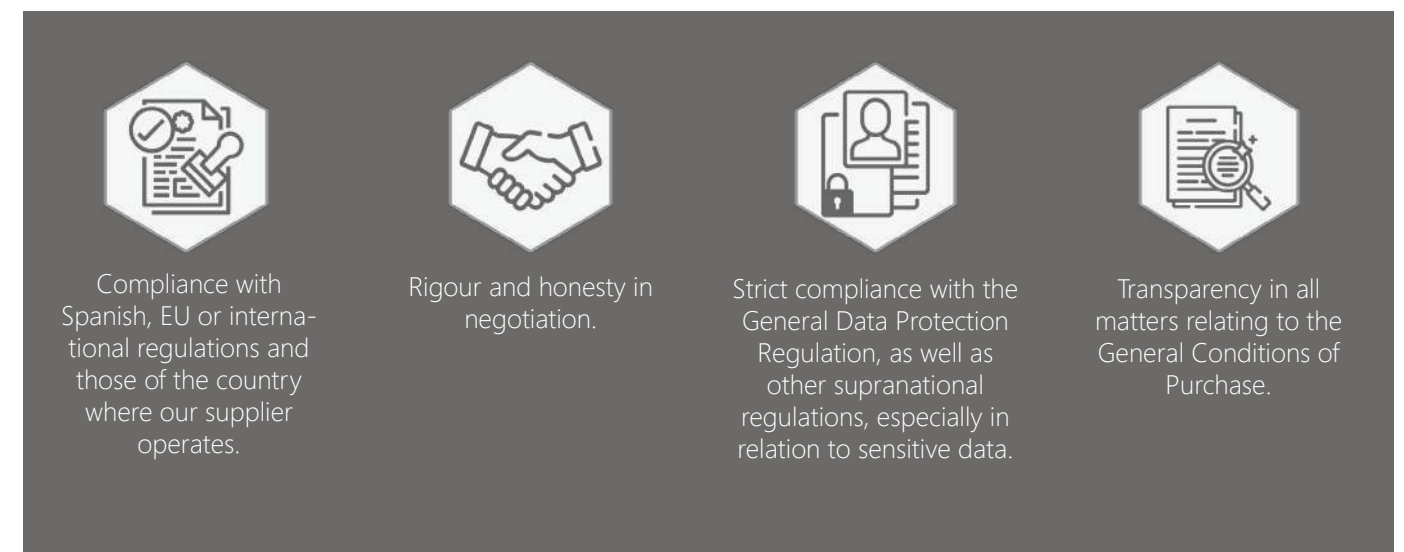 Compliance with
Spanish, EU or interna-
tional regulations and
those of the country
where our supplier
operates.
Rigour and honesty in
negotiation.
Strict compliance with the
General Data Protection
Regulation, as well as
other supranational
regulations, especially in
relation to sensitive data.
Transparency in all
matters relating to the
General Conditions of
Purchase.